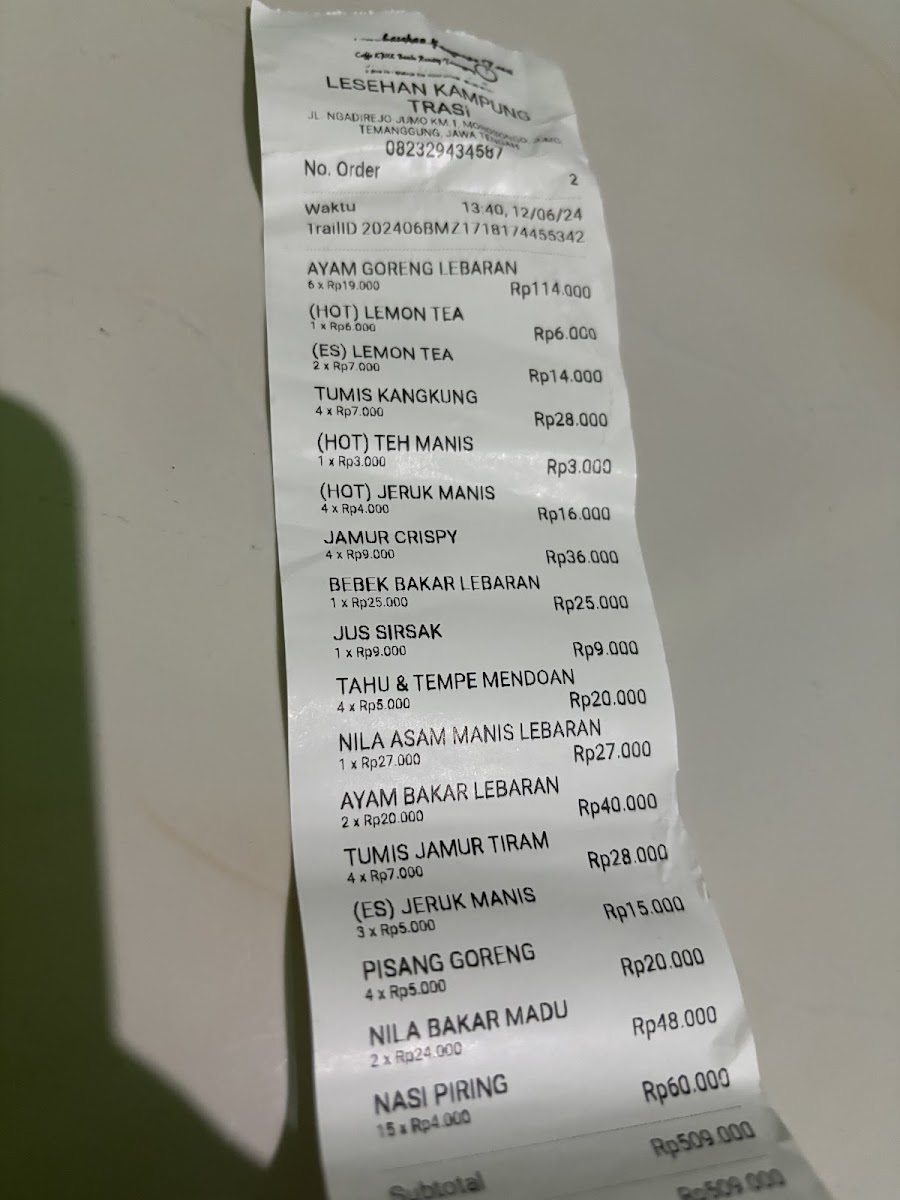 LESEHAN KAMPUNG
TRASI
JL. NGADIREJO JUMO KM 1, MOROBONGO, JUMO,
TEMANGGUNG, JAWA TENGAH
082329434587
No. Order 2
Waktu 13:40, 12/06/24
TrailID 202406BMZ1718174455342
AYAM GORENG LEBARAN
6 x Rp19.000 Rp114.000
(HOT) LEMON TEA
1 x Rp6.000 Rp6.000
(ES) LEMON TEA
2 x Rp7.000 Rp14.000
TUMIS KANGKUNG
4 x Rp7.000 Rp28.000
(HOT) TEH MANIS
1 x Rp3.000 Rp3.000
(HOT) JERUK MANIS
4 x Rp4.000 Rp16.000
JAMUR CRISPY
4 x Rp9.000 Rp36.000
BEBEK BAKAR LEBARAN
1 x Rp25.000 Rp25.000
JUS SIRSAK
1 x Rp9.000 Rp9.000
TAHU & TEMPE MENDOAN
4 x Rp5.000 Rp20.000
NILA ASAM MANIS LEBARAN
1 x Rp27.000 Rp27.000
AYAM BAKAR LEBARAN
2 x Rp20.000 Rp40.000
TUMIS JAMUR TIRAM
4 x Rp7.000 Rp28.000
(ES) JERUK MANIS
3 x Rp5.000 Rp15.000
PISANG GORENG
4 x Rp5.000 Rp20.000
NILA BAKAR MADU
2 x Rp24.000 Rp48.000
NASI PIRING
15 x Rp4.000 Rp60.000
Rp509.000
Subtotal Rp509.000